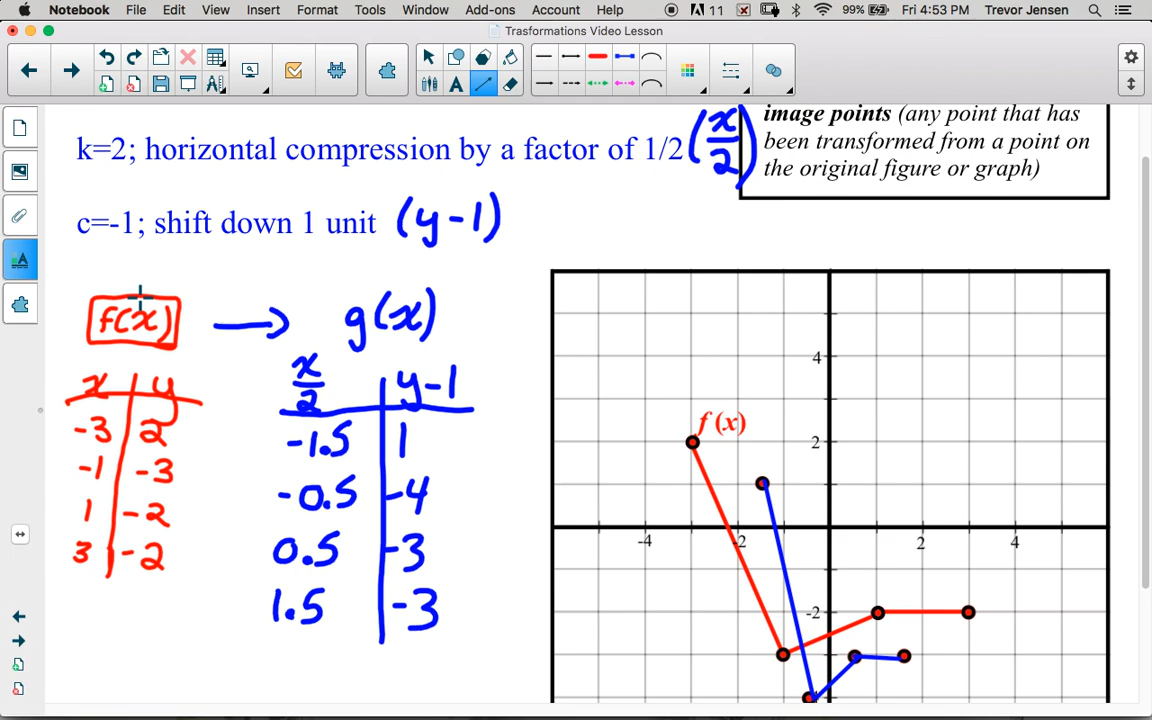 Notebook File Edit View Insert Format Tools Window Add-ons Account Help 11 99% Fri 4:53 PM Trevor Jensen
Trasformations Video Lesson
image points (any point that has
been transformed from a point on
the original figure or graph)
k=2; horizontal compression by a factor of 1/2 (x/2)
c=-1; shift down 1 unit (y-1)
f(x) → g(x)
x y
-3 2
-1 -3
1 -2
3 -2
x/2 y-1
-1.5 1
-0.5 -4
0.5 -3
1.5 -3
4
f(x)
2
-4 -2 2 4
-2